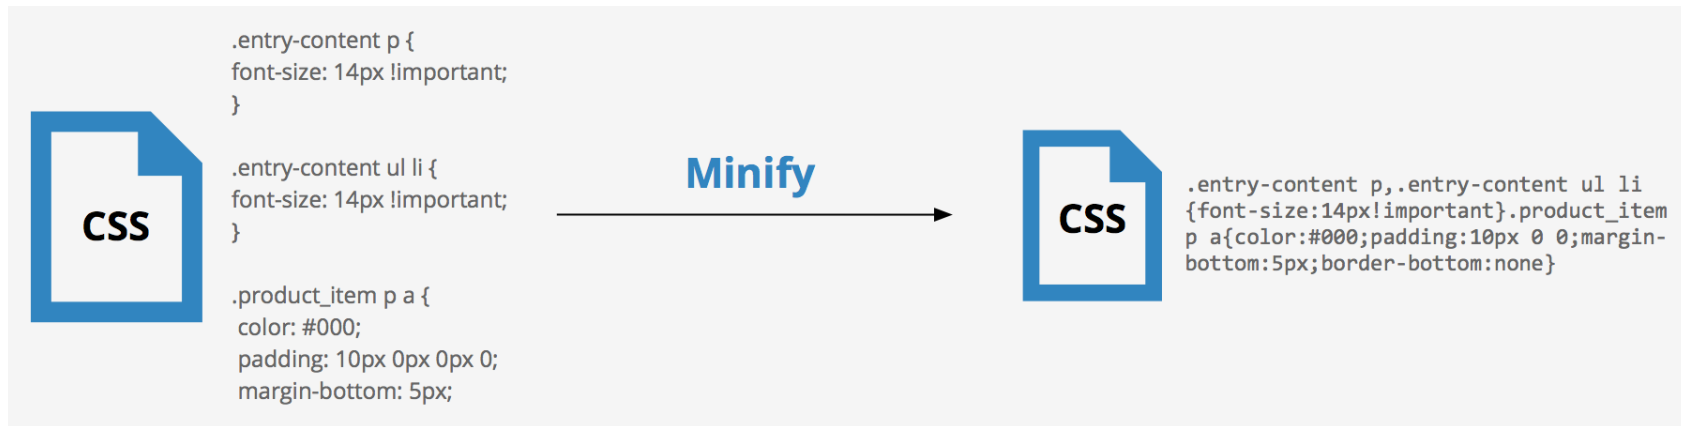 CSS
.entry-content p {
font-size: 14px !important;
}
.entry-content ul li {
font-size: 14px !important;
}
.product_item p a {
color: #000;
padding: 10px 0px 0px 0;
margin-bottom: 5px;
Minify
CSS
.entry-content p,.entry-content ul li
{font-size:14px!important}.product_item
p a{color:#000;padding:10px 0 0;margin-
bottom:5px;border-bottom:none}